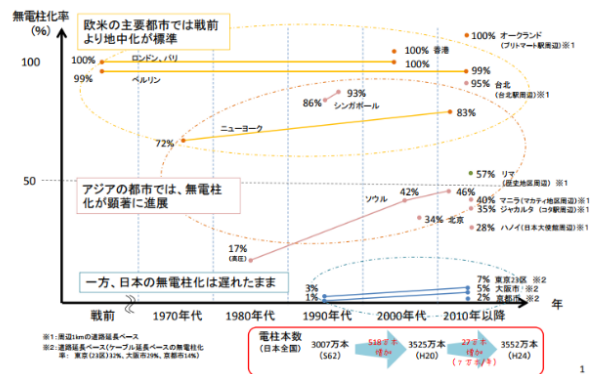 無電柱化率
(%)
欧米の主要都市では戦前
より地中化が標準
100%
ロンドン、パリ
99%
ベルリン
100
100%
香港
100%
100%
オークランド
(ブリトマート駅周辺)※1
99%
95%
台北
(台北駅周辺)※1
86%
93%
シンガポール
ニューヨーク
72%
83%
50
アジアの都市では、無電柱
化が顕著に進展
57%
リマ
(歴史地区周辺)※1
ソウル
42%
46%
34%
北京
40%
マニラ(マカティ地区周辺)※1
35%
ジャカルタ(コタ駅周辺)※1
28%
ハノイ(日本大使館周辺)※1
17%
(高圧)
一方、日本の無電柱化は遅れたまま
3%
1%
7%
東京23区 ※2
5%
大阪市 ※2
2%
京都市 ※2
戦前
1970年代
1980年代
1990年代
2000年代
2010年以降
年
※1:周辺1kmの道路延長ベース
※2:道路延長ベース(ケーブル延長ベースの無電柱化
率: 東京(23区)32%、大阪市29%、京都市14%)
電柱本数
(日本全国)
3007万本
(S62)
518万本
増加
3525万本
(H20)
27万本
増加
3552万本
(H24)
1